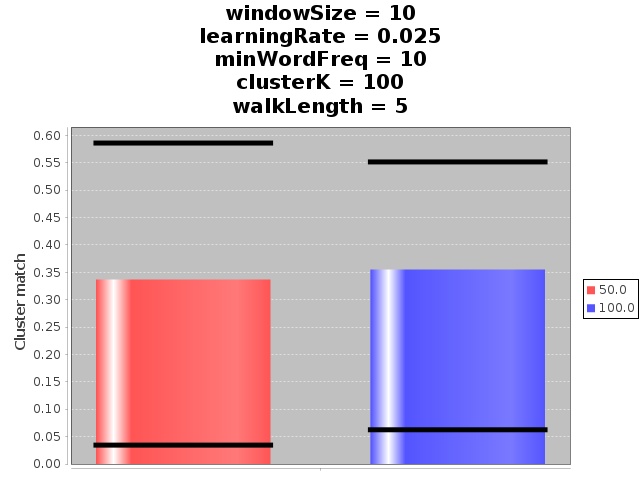 windowSize = 10
learningRate = 0.025
minWordFreq = 10
clusterK = 100
walkLength = 5
0.60
0.55
0.50
0.45
0.40
0.35
0.30
0.25
0.20
0.15
0.10
0.05
0.00
Cluster match
50.0
100.0